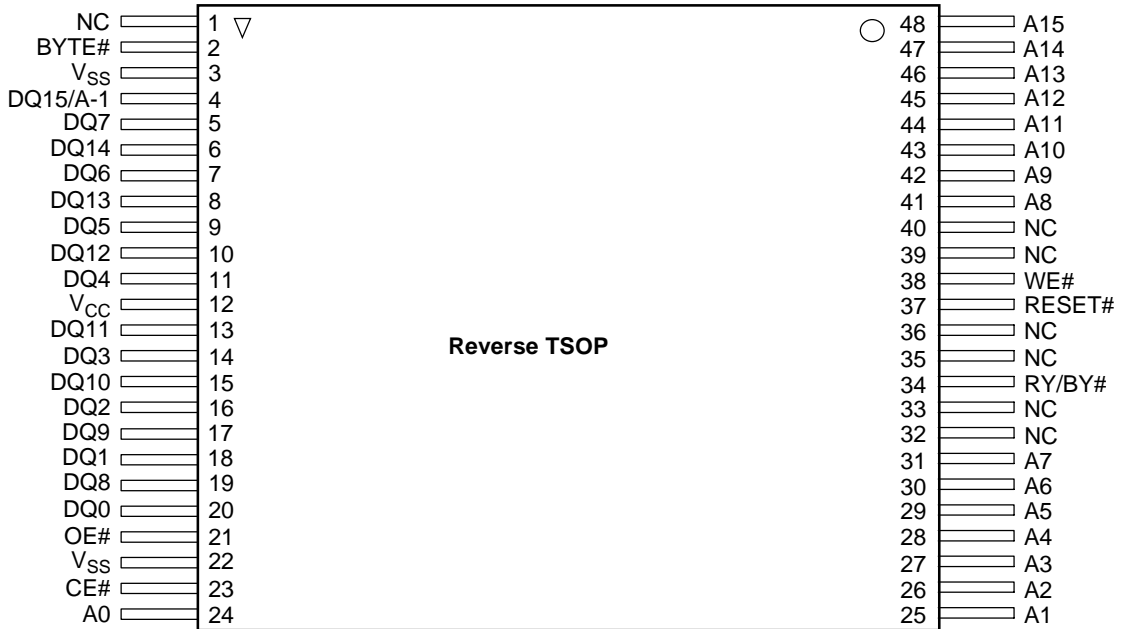 NC 1 48 A15
BYTE# 2 47 A14
VSS 3 46 A13
DQ15/A-1 4 45 A12
DQ7 5 44 A11
DQ14 6 43 A10
DQ6 7 42 A9
DQ13 8 41 A8
DQ5 9 40 NC
DQ12 10 39 NC
DQ4 11 38 WE#
VCC 12 37 RESET#
DQ11 13 36 NC
Reverse TSOP
DQ3 14 35 NC
DQ10 15 34 RY/BY#
DQ2 16 33 NC
DQ9 17 32 NC
DQ1 18 31 A7
DQ8 19 30 A6
DQ0 20 29 A5
OE# 21 28 A4
VSS 22 27 A3
CE# 23 26 A2
A0 24 25 A1